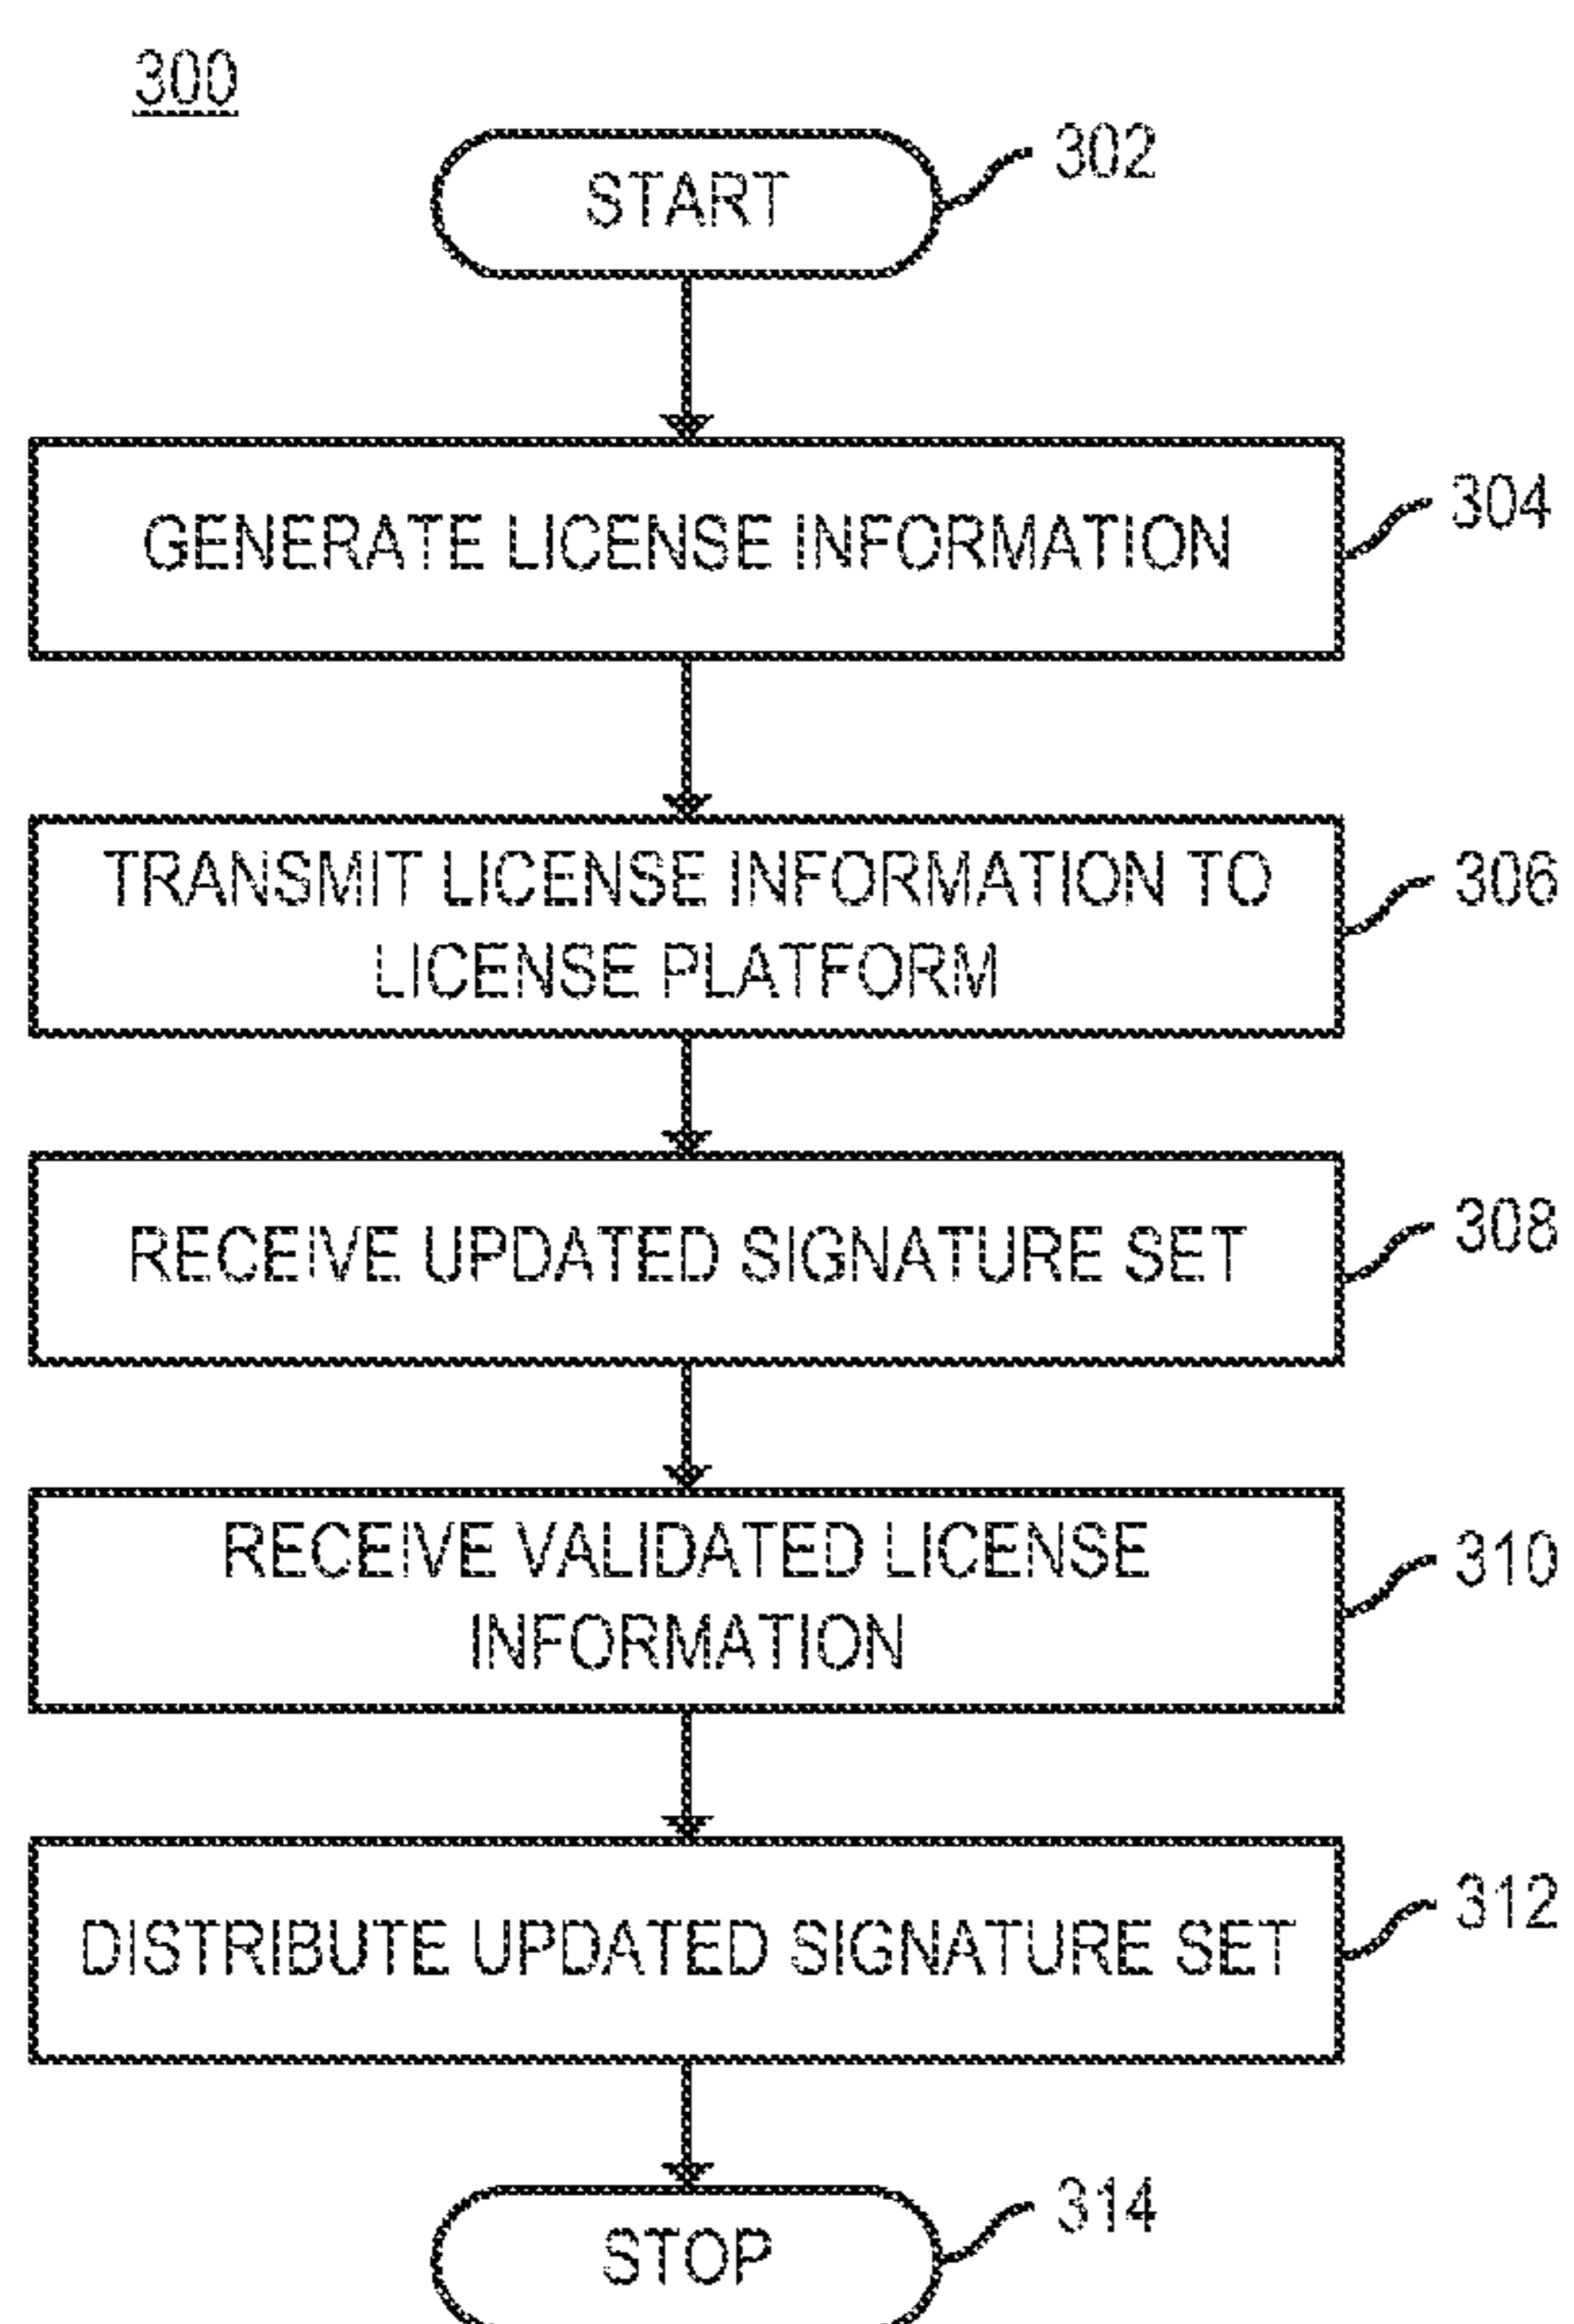 300
START
302
GENERATE LICENSE INFORMATION
304
TRANSMIT LICENSE INFORMATION TO
LICENSE PLATFORM
306
RECEIVE UPDATED SIGNATURE SET
308
RECEIVE VALIDATED LICENSE
INFORMATION
310
DISTRIBUTE UPDATED SIGNATURE SET
312
STOP
314